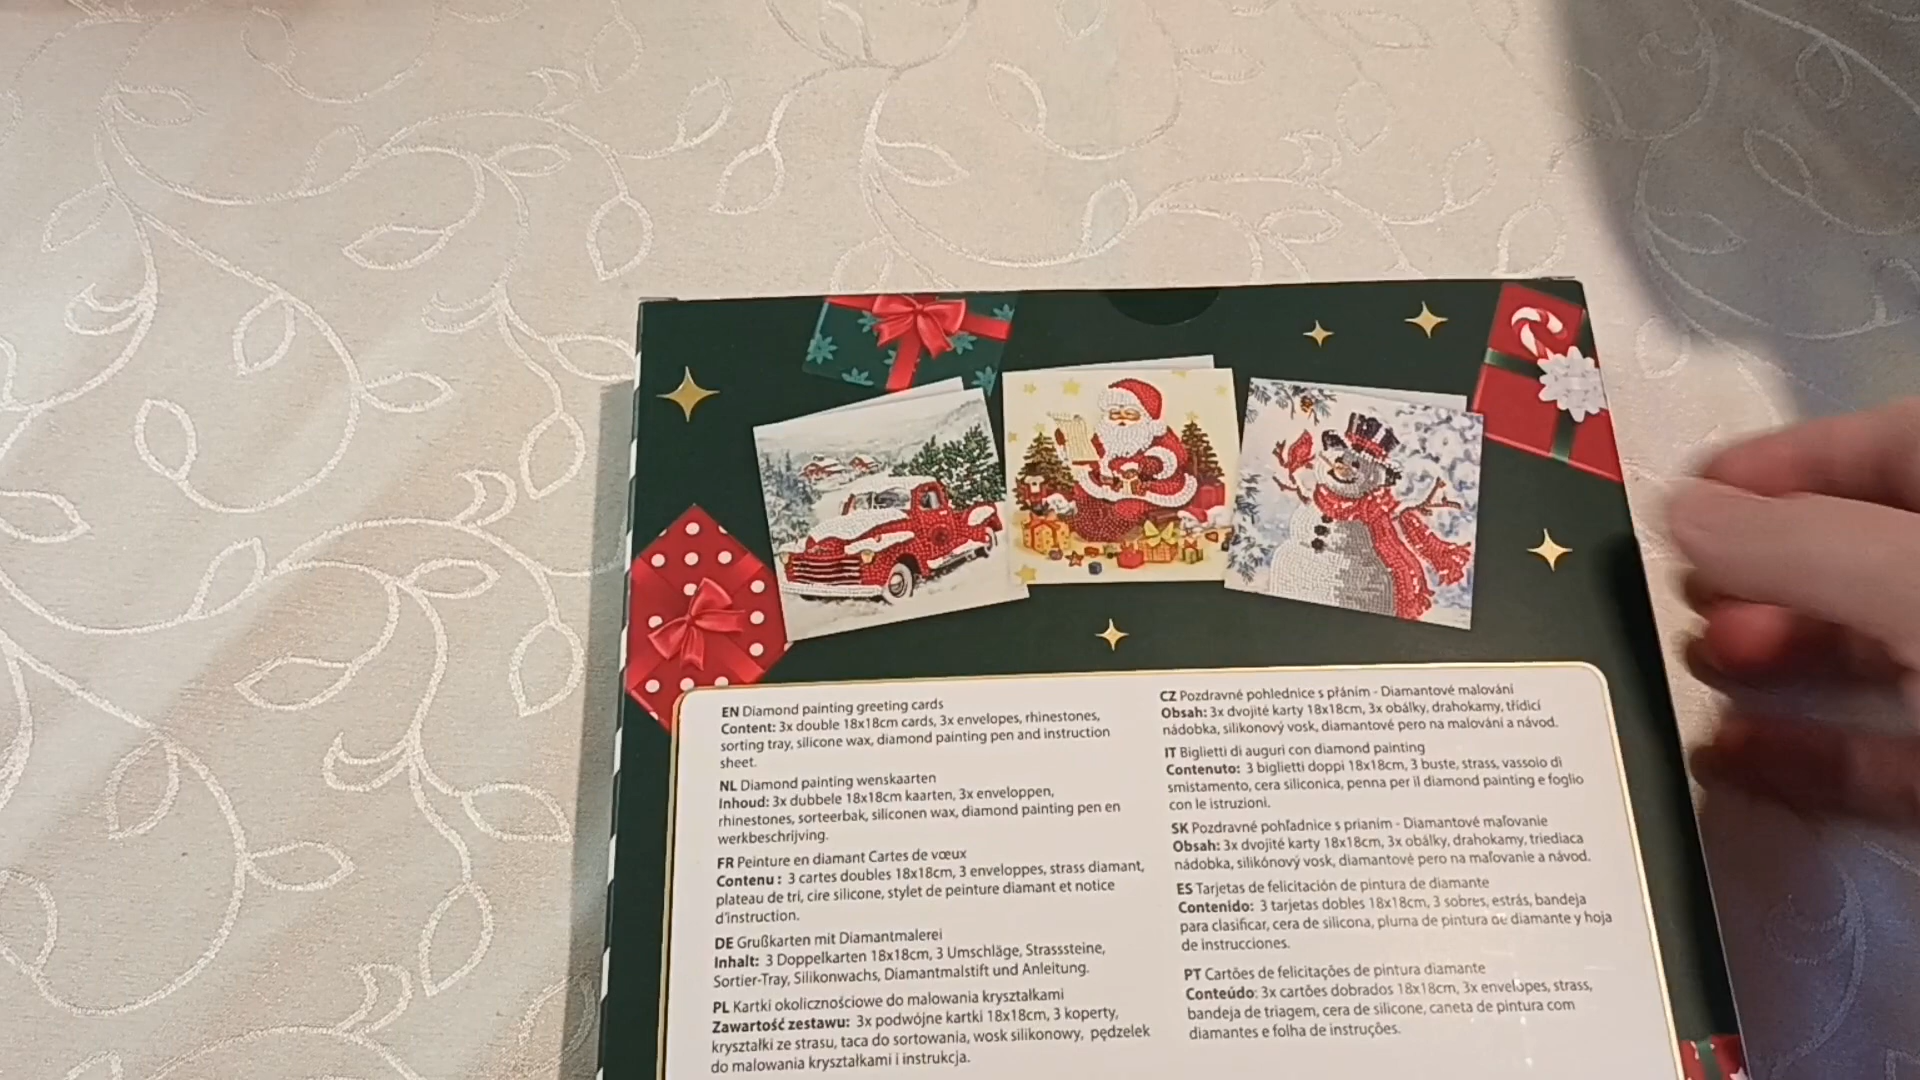 EN Diamond painting greeting cards
Content: 3x double 18x18cm cards, 3x envelopes, rhinestones,
sorting tray, silicone wax, diamond painting pen and instruction
sheet.
NL Diamond painting wenskaarten
Inhoud: 3x dubbele 18x18cm kaarten, 3x enveloppen,
rhinestones, sorteerbak, siliconen wax, diamond painting pen en
werkbeschrijving.
FR Peinture en diamant Cartes de vœux
Contenu : 3 cartes doubles 18x18cm, 3 enveloppes, strass diamant,
plateau de tri, cire silicone, stylet de peinture diamant et notice
d'instruction.
DE Grußkarten mit Diamantmalerei
Inhalt: 3 Doppelkarten 18x18cm, 3 Umschläge, Strasssteine,
Sortier-Tray, Silikonwachs, Diamantmalstift und Anleitung.
PL Kartki okolicznościowe do malowania kryształkami
Zawartość zestawu: 3x podwójne kartki 18x18cm, 3 koperty,
kryształki ze strasu, taca do sortowania, wosk silikonowy, pędzelek
do malowania kryształkami i instrukcja.
CZ Pozdravné pohlednice s přáním - Diamantové malování
Obsah: 3x dvojité karty 18x18cm, 3x obálky, drahokamy, třídicí
nádobka, silikonový vosk, diamantové pero na malování a návod.
IT Biglietti di auguri con diamond painting
Contenuto: 3 biglietti doppi 18x18cm, 3 buste, strass, vassoio di
smistamento, cera siliconica, penna per il diamond painting e foglio
con le istruzioni.
SK Pozdravné pohľadnice s prianim - Diamantové maľovanie
Obsah: 3x dvojité karty 18x18cm, 3x obálky, drahokamy, triediaca
nádobka, silikónový vosk, diamantové pero na maľovanie a návod.
ES Tarjetas de felicitación de pintura de diamante
Contenido: 3 tarjetas dobles 18x18cm, 3 sobres, estrás, bandeja
para clasificar, cera de silicona, pluma de pintura de diamante y hoja
de instrucciones.
PT Cartões de felicitações de pintura diamante
Conteúdo: 3x cartões dobrados 18x18cm, 3x envelopes, strass,
bandeja de triagem, cera de silicone, caneta de pintura com
diamantes e folha de instruções.